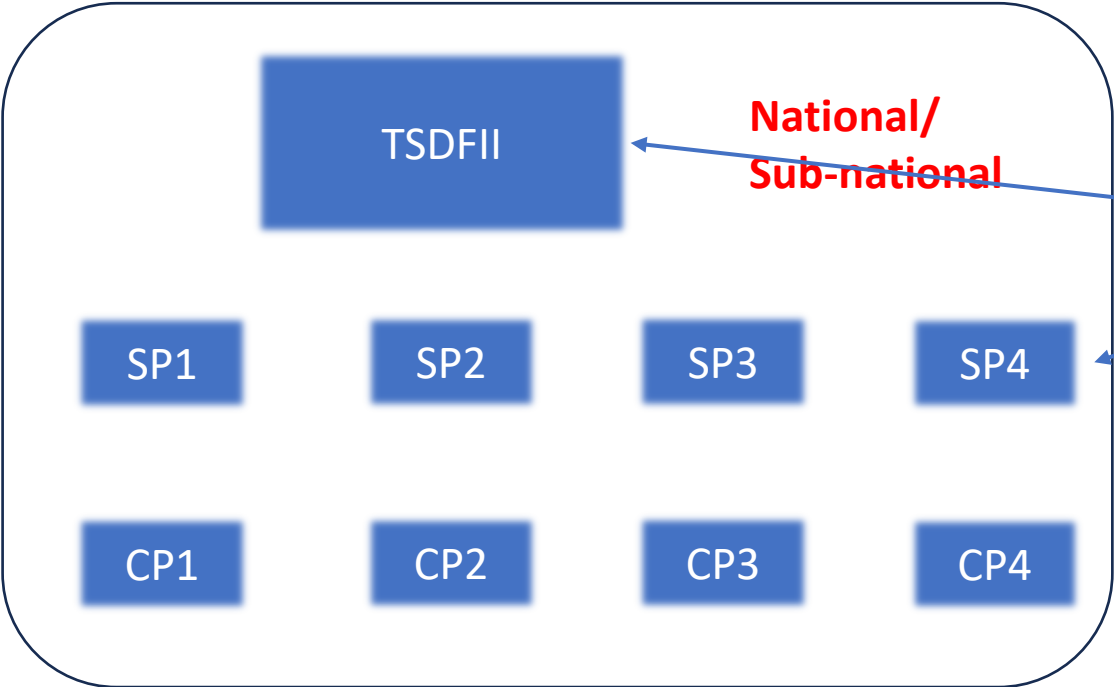 TSDFII
National/
Sub-national
SP1 SP2 SP3 SP4
CP1 CP2 CP3 CP4